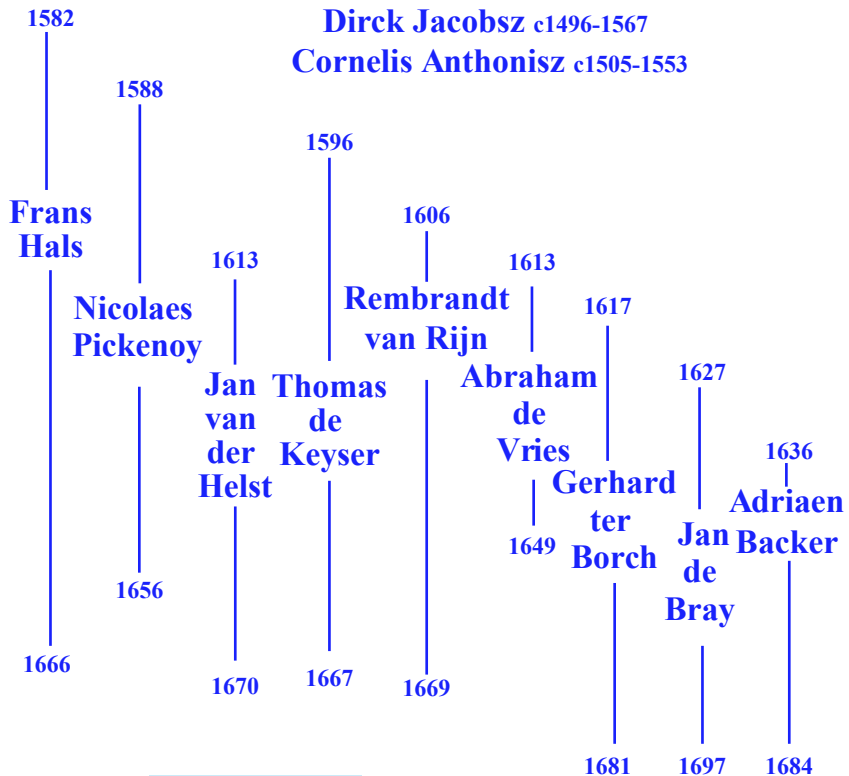 Dirck Jacobsz c1496-1567
Cornelis Anthonisz c1505-1553
1582
Frans
Hals
1666
1588
Nicolaes
Pickenoy
1656
1613
Jan
van
der
Helst
1670
1596
Thomas
de
Keyser
1667
1606
Rembrandt
van Rijn
1669
1613
Abraham
de
Vries
1649
1617
Gerhard
ter
Borch
1681
1627
Jan
de
Bray
1697
1636
Adriaen
Backer
1684